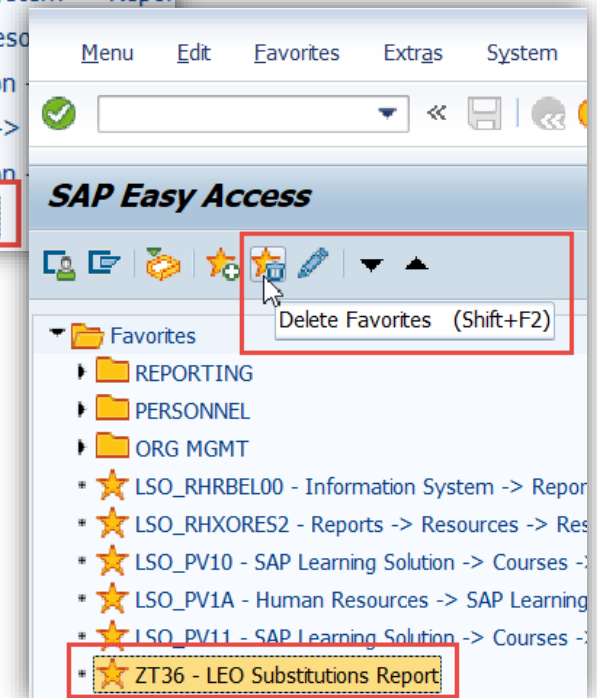 Menu Edit Favorites Extras System
SAP Easy Access
Delete Favorites (Shift+F2)
Favorites
REPORTING
PERSONNEL
ORG MGMT
LSO_RHRBEL00 - Information System -> Repor
LSO_RHXORES2 - Reports -> Resources -> Res
LSO_PV10 - SAP Learning Solution -> Courses -
LSO_PV1A - Human Resources -> SAP Learning
LSO_PV11 - SAP Learning Solution -> Courses -
ZT36 - LEO Substitutions Report